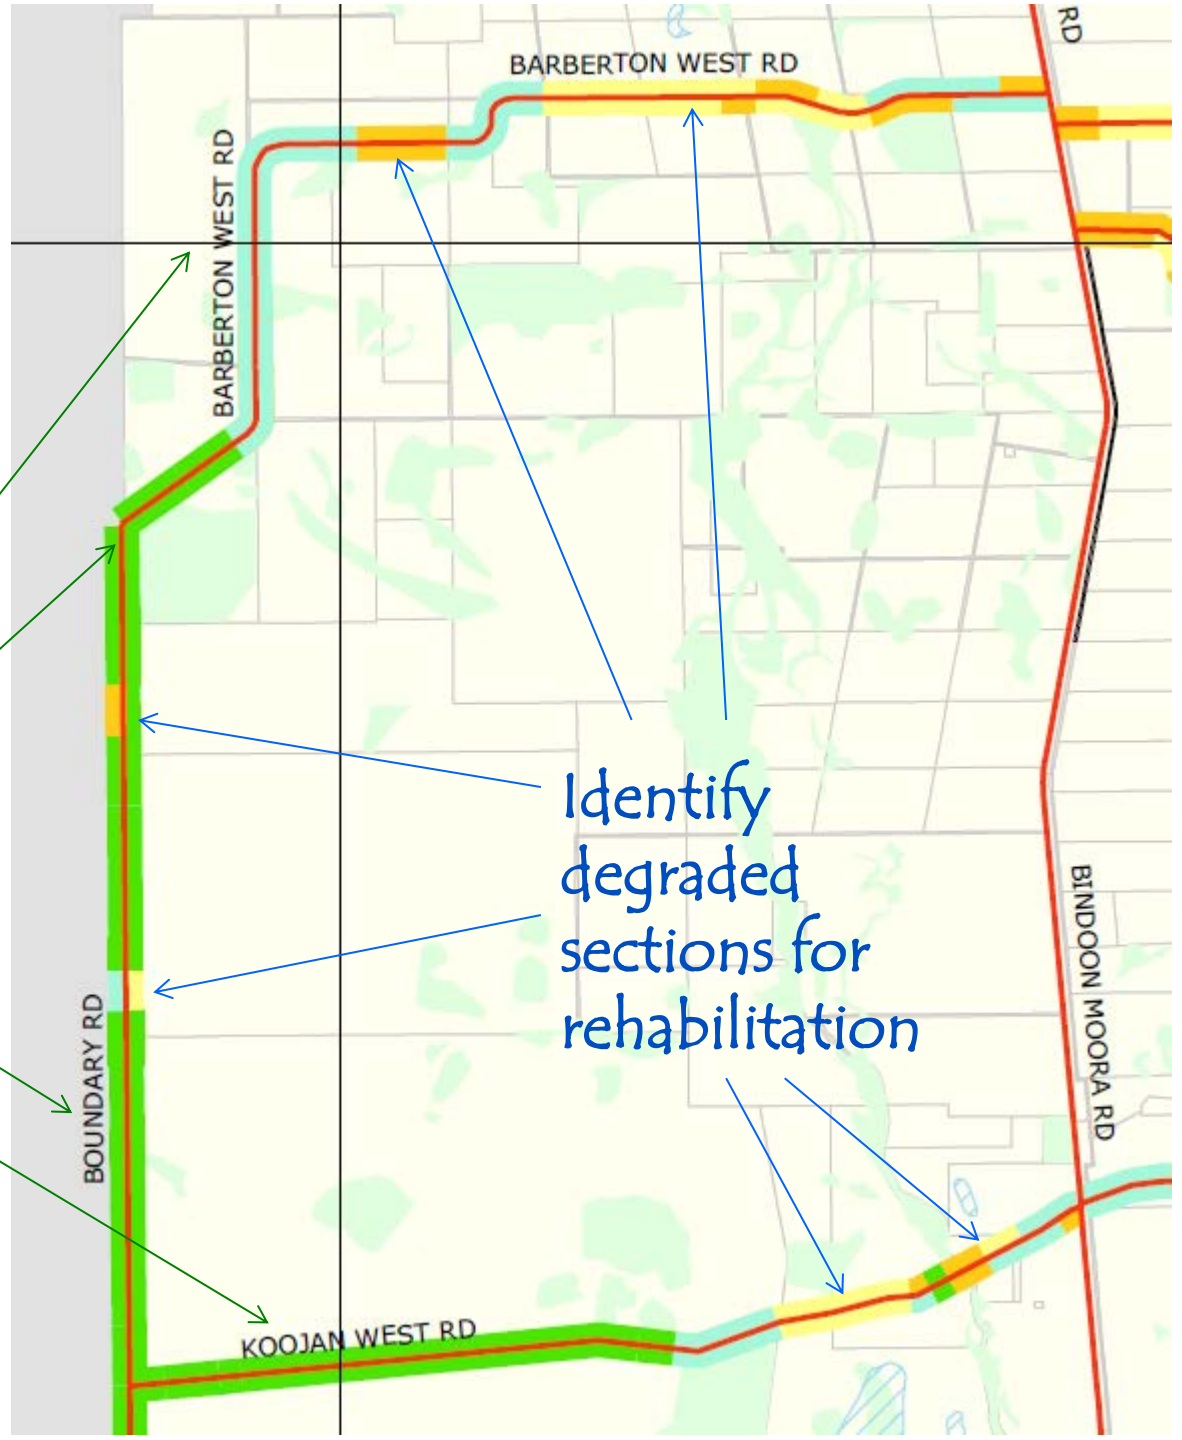 RD
BARBERTON WEST RD
BARBERTON WEST RD
Identify
degraded
sections for
rehabilitation
BINDOON MOORA RD
BOUNDARY RD
KOOJAN WEST RD